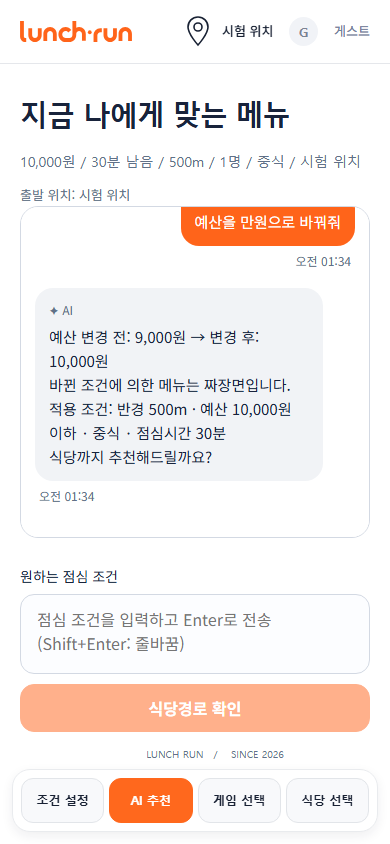 lunch·run
시험 위치
G
게스트
지금 나에게 맞는 메뉴
10,000원 / 30분 남음 / 500m / 1명 / 중식 / 시험 위치
출발 위치: 시험 위치
예산을 만원으로 바꿔줘
오전 01:34
✦ AI
예산 변경 전: 9,000원 → 변경 후:
10,000원
바뀐 조건에 의한 메뉴는 짜장면입니다.
적용 조건: 반경 500m · 예산 10,000원
이하 · 중식 · 점심시간 30분
식당까지 추천해드릴까요?
오전 01:34
원하는 점심 조건
점심 조건을 입력하고 Enter로 전송
(Shift+Enter: 줄바꿈)
식당경로 확인
LUNCH RUN / SINCE 2026
조건 설정
AI 추천
게임 선택
식당 선택